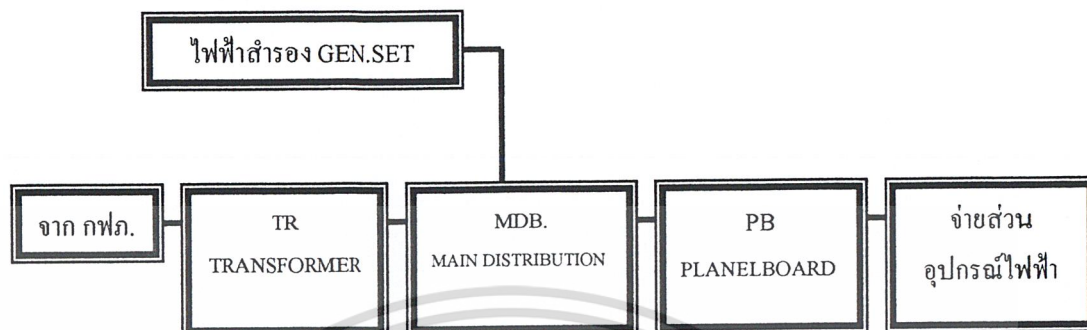 ไฟฟ้าสำรอง GEN.SET
จาก กฟภ.
TR
TRANSFORMER
MDB.
MAIN DISTRIBUTION
PB
PLANELBOARD
จ่ายส่วน
อุปกรณ์ไฟฟ้า